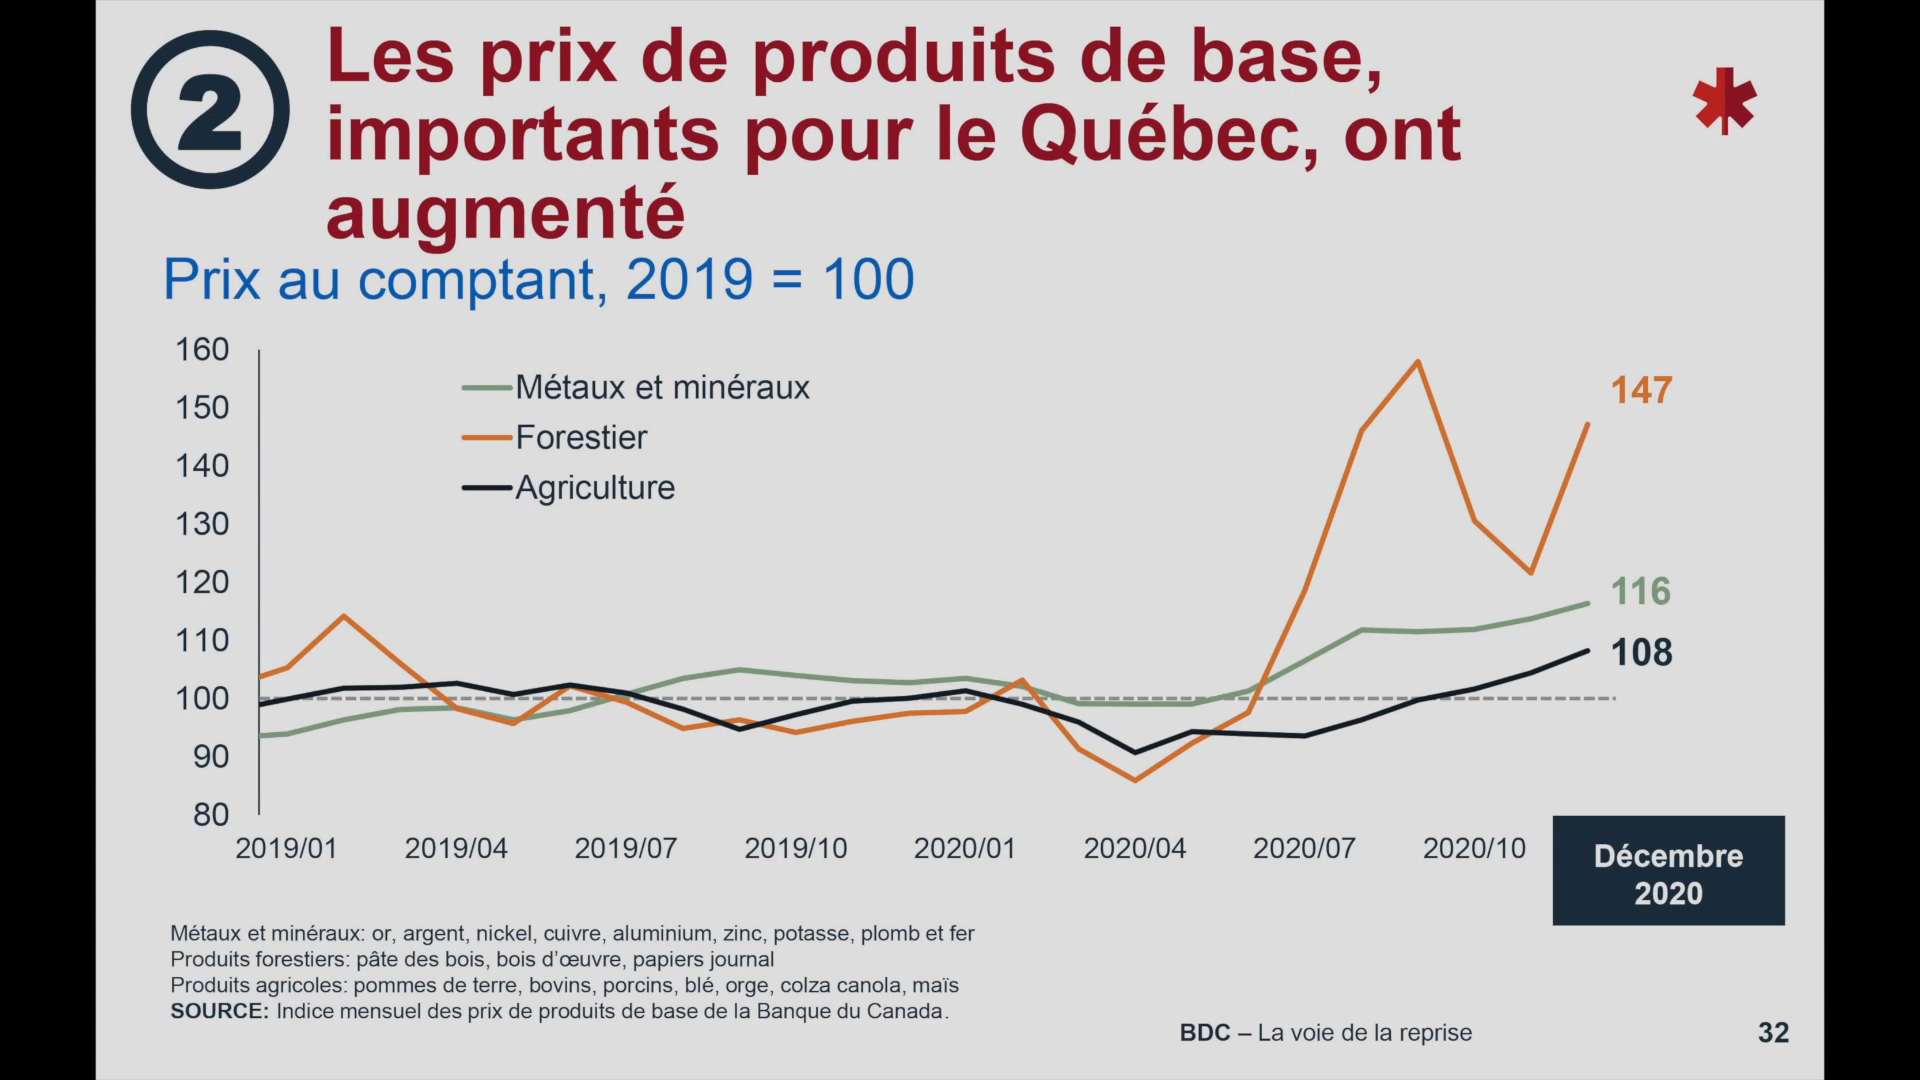 2
Les prix de produits de base,
importants pour le Québec, ont
augmenté
Prix au comptant, 2019 = 100
160
150
140
130
120
110
100
90
80
Métaux et minéraux
Forestier
Agriculture
147
116
108
2019/01 2019/04 2019/07 2019/10 2020/01 2020/04 2020/07 2020/10
Décembre
2020
Métaux et minéraux: or, argent, nickel, cuivre, aluminium, zinc, potasse, plomb et fer
Produits forestiers: pâte des bois, bois d'œuvre, papiers journal
Produits agricoles: pommes de terre, bovins, porcins, blé, orge, colza canola, maïs
SOURCE: Indice mensuel des prix de produits de base de la Banque du Canada.
BDC – La voie de la reprise
32